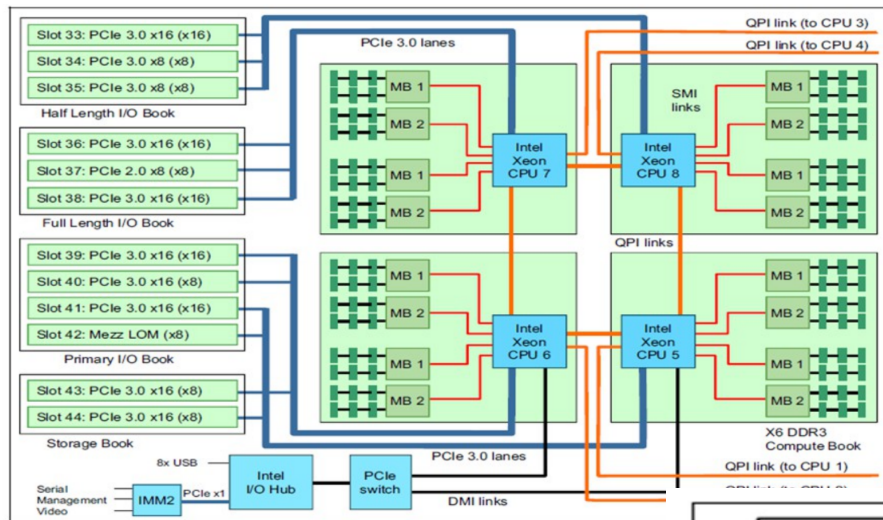 Slot 33: PCIe 3.0 x16 (x16)
Slot 34: PCIe 3.0 x8 (x8)
Slot 35: PCIe 3.0 x8 (x8)
Half Length I/O Book
Slot 36: PCIe 3.0 x16 (x16)
Slot 37: PCIe 2.0 x8 (x8)
Slot 38: PCIe 3.0 x16 (x16)
Full Length I/O Book
Slot 39: PCIe 3.0 x16 (x16)
Slot 40: PCIe 3.0 x16 (x8)
Slot 41: PCIe 3.0 x16 (x16)
Slot 42: Mezz LOM (x8)
Primary I/O Book
Slot 43: PCIe 3.0 x16 (x8)
Slot 44: PCIe 3.0 x16 (x8)
Storage Book
PCIe 3.0 lanes
QPI link (to CPU 3)
QPI link (to CPU 4)
MB 1
MB 2
MB 1
MB 2
Intel
Xeon
CPU 7
SMI
links
Intel
Xeon
CPU 8
MB 1
MB 2
MB 1
MB 2
QPI links
MB 1
MB 2
MB 1
MB 2
Intel
Xeon
CPU 6
Intel
Xeon
CPU 5
MB 1
MB 2
MB 1
MB 2
X6 DDR3
Compute Book
PCIe 3.0 lanes
QPI link (to CPU 1)
8x USB
Intel
I/O Hub
PCIe
switch
DMI links
Serial
Management
Video
IMM2
PCIe x1